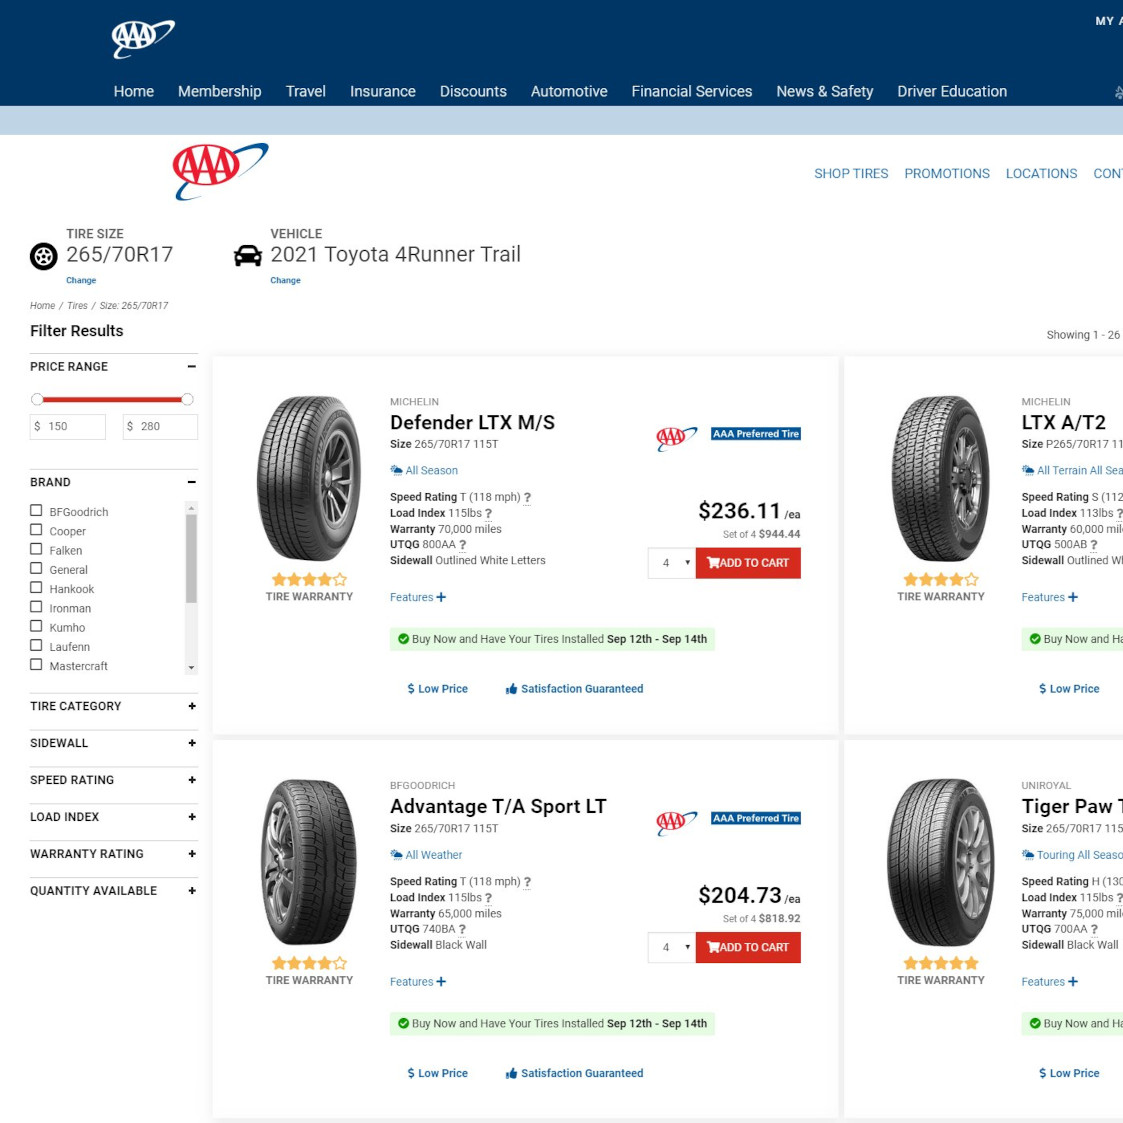 AAA
MY A
Home Membership Travel Insurance Discounts Automotive Financial Services News & Safety Driver Education
AAA
SHOP TIRES PROMOTIONS LOCATIONS CONT
TIRE SIZE
265/70R17
Change
VEHICLE
2021 Toyota 4Runner Trail
Change
Home / Tires / Size: 265/70R17
Filter Results
Showing 1 - 26
PRICE RANGE −
$ 150 $ 280
BRAND −
BFGoodrich
Cooper
Falken
General
Hankook
Ironman
Kumho
Laufenn
Mastercraft
TIRE CATEGORY +
SIDEWALL +
SPEED RATING +
LOAD INDEX +
WARRANTY RATING +
QUANTITY AVAILABLE +
MICHELIN
Defender LTX M/S
Size 265/70R17 115T
All Season
Speed Rating T (118 mph) ?
Load Index 115lbs ?
Warranty 70,000 miles
UTQG 800AA ?
Sidewall Outlined White Letters
Features +
TIRE WARRANTY
AAA AAA Preferred Tire
$236.11 /ea
Set of 4 $944.44
4 ADD TO CART
Buy Now and Have Your Tires Installed Sep 12th - Sep 14th
$ Low Price Satisfaction Guaranteed
MICHELIN
LTX A/T2
Size P265/70R17 11
All Terrain All Sea
Speed Rating S (112
Load Index 113lbs ?
Warranty 60,000 mil
UTQG 500AB ?
Sidewall Outlined Wh
Features +
TIRE WARRANTY
Buy Now and Ha
$ Low Price
BFGOODRICH
Advantage T/A Sport LT
Size 265/70R17 115T
All Weather
Speed Rating T (118 mph) ?
Load Index 115lbs ?
Warranty 65,000 miles
UTQG 740BA ?
Sidewall Black Wall
Features +
TIRE WARRANTY
AAA AAA Preferred Tire
$204.73 /ea
Set of 4 $818.92
4 ADD TO CART
Buy Now and Have Your Tires Installed Sep 12th - Sep 14th
$ Low Price Satisfaction Guaranteed
UNIROYAL
Tiger Paw T
Size 265/70R17 115
Touring All Seaso
Speed Rating H (130
Load Index 115lbs ?
Warranty 75,000 mil
UTQG 700AA ?
Sidewall Black Wall
Features +
TIRE WARRANTY
Buy Now and Ha
$ Low Price